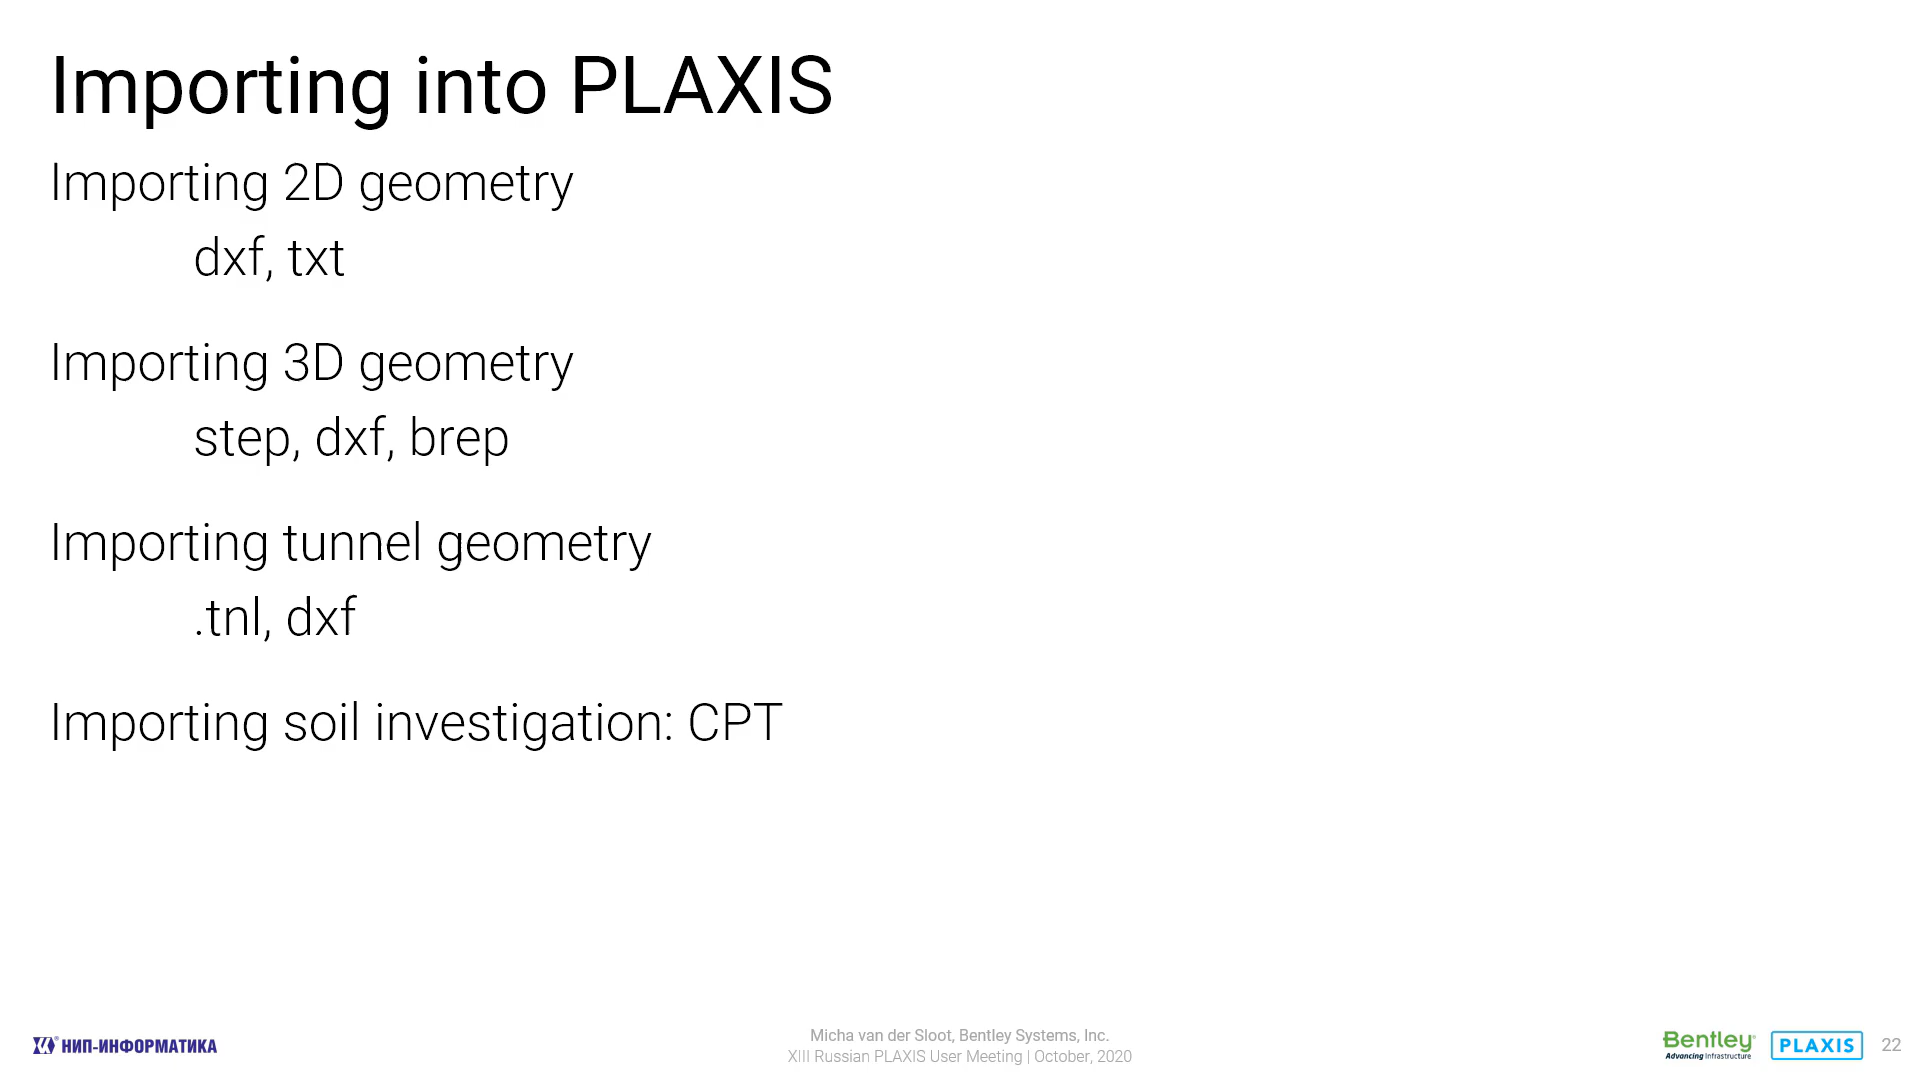 Importing into PLAXIS
Importing 2D geometry
dxf, txt
Importing 3D geometry
step, dxf, brep
Importing tunnel geometry
.tnl, dxf
Importing soil investigation: CPT
НИП-ИНФОРМАТИКА
Micha van der Sloot, Bentley Systems, Inc.
XIII Russian PLAXIS User Meeting | October, 2020
Bentley®
Advancing Infrastructure
PLAXIS
22